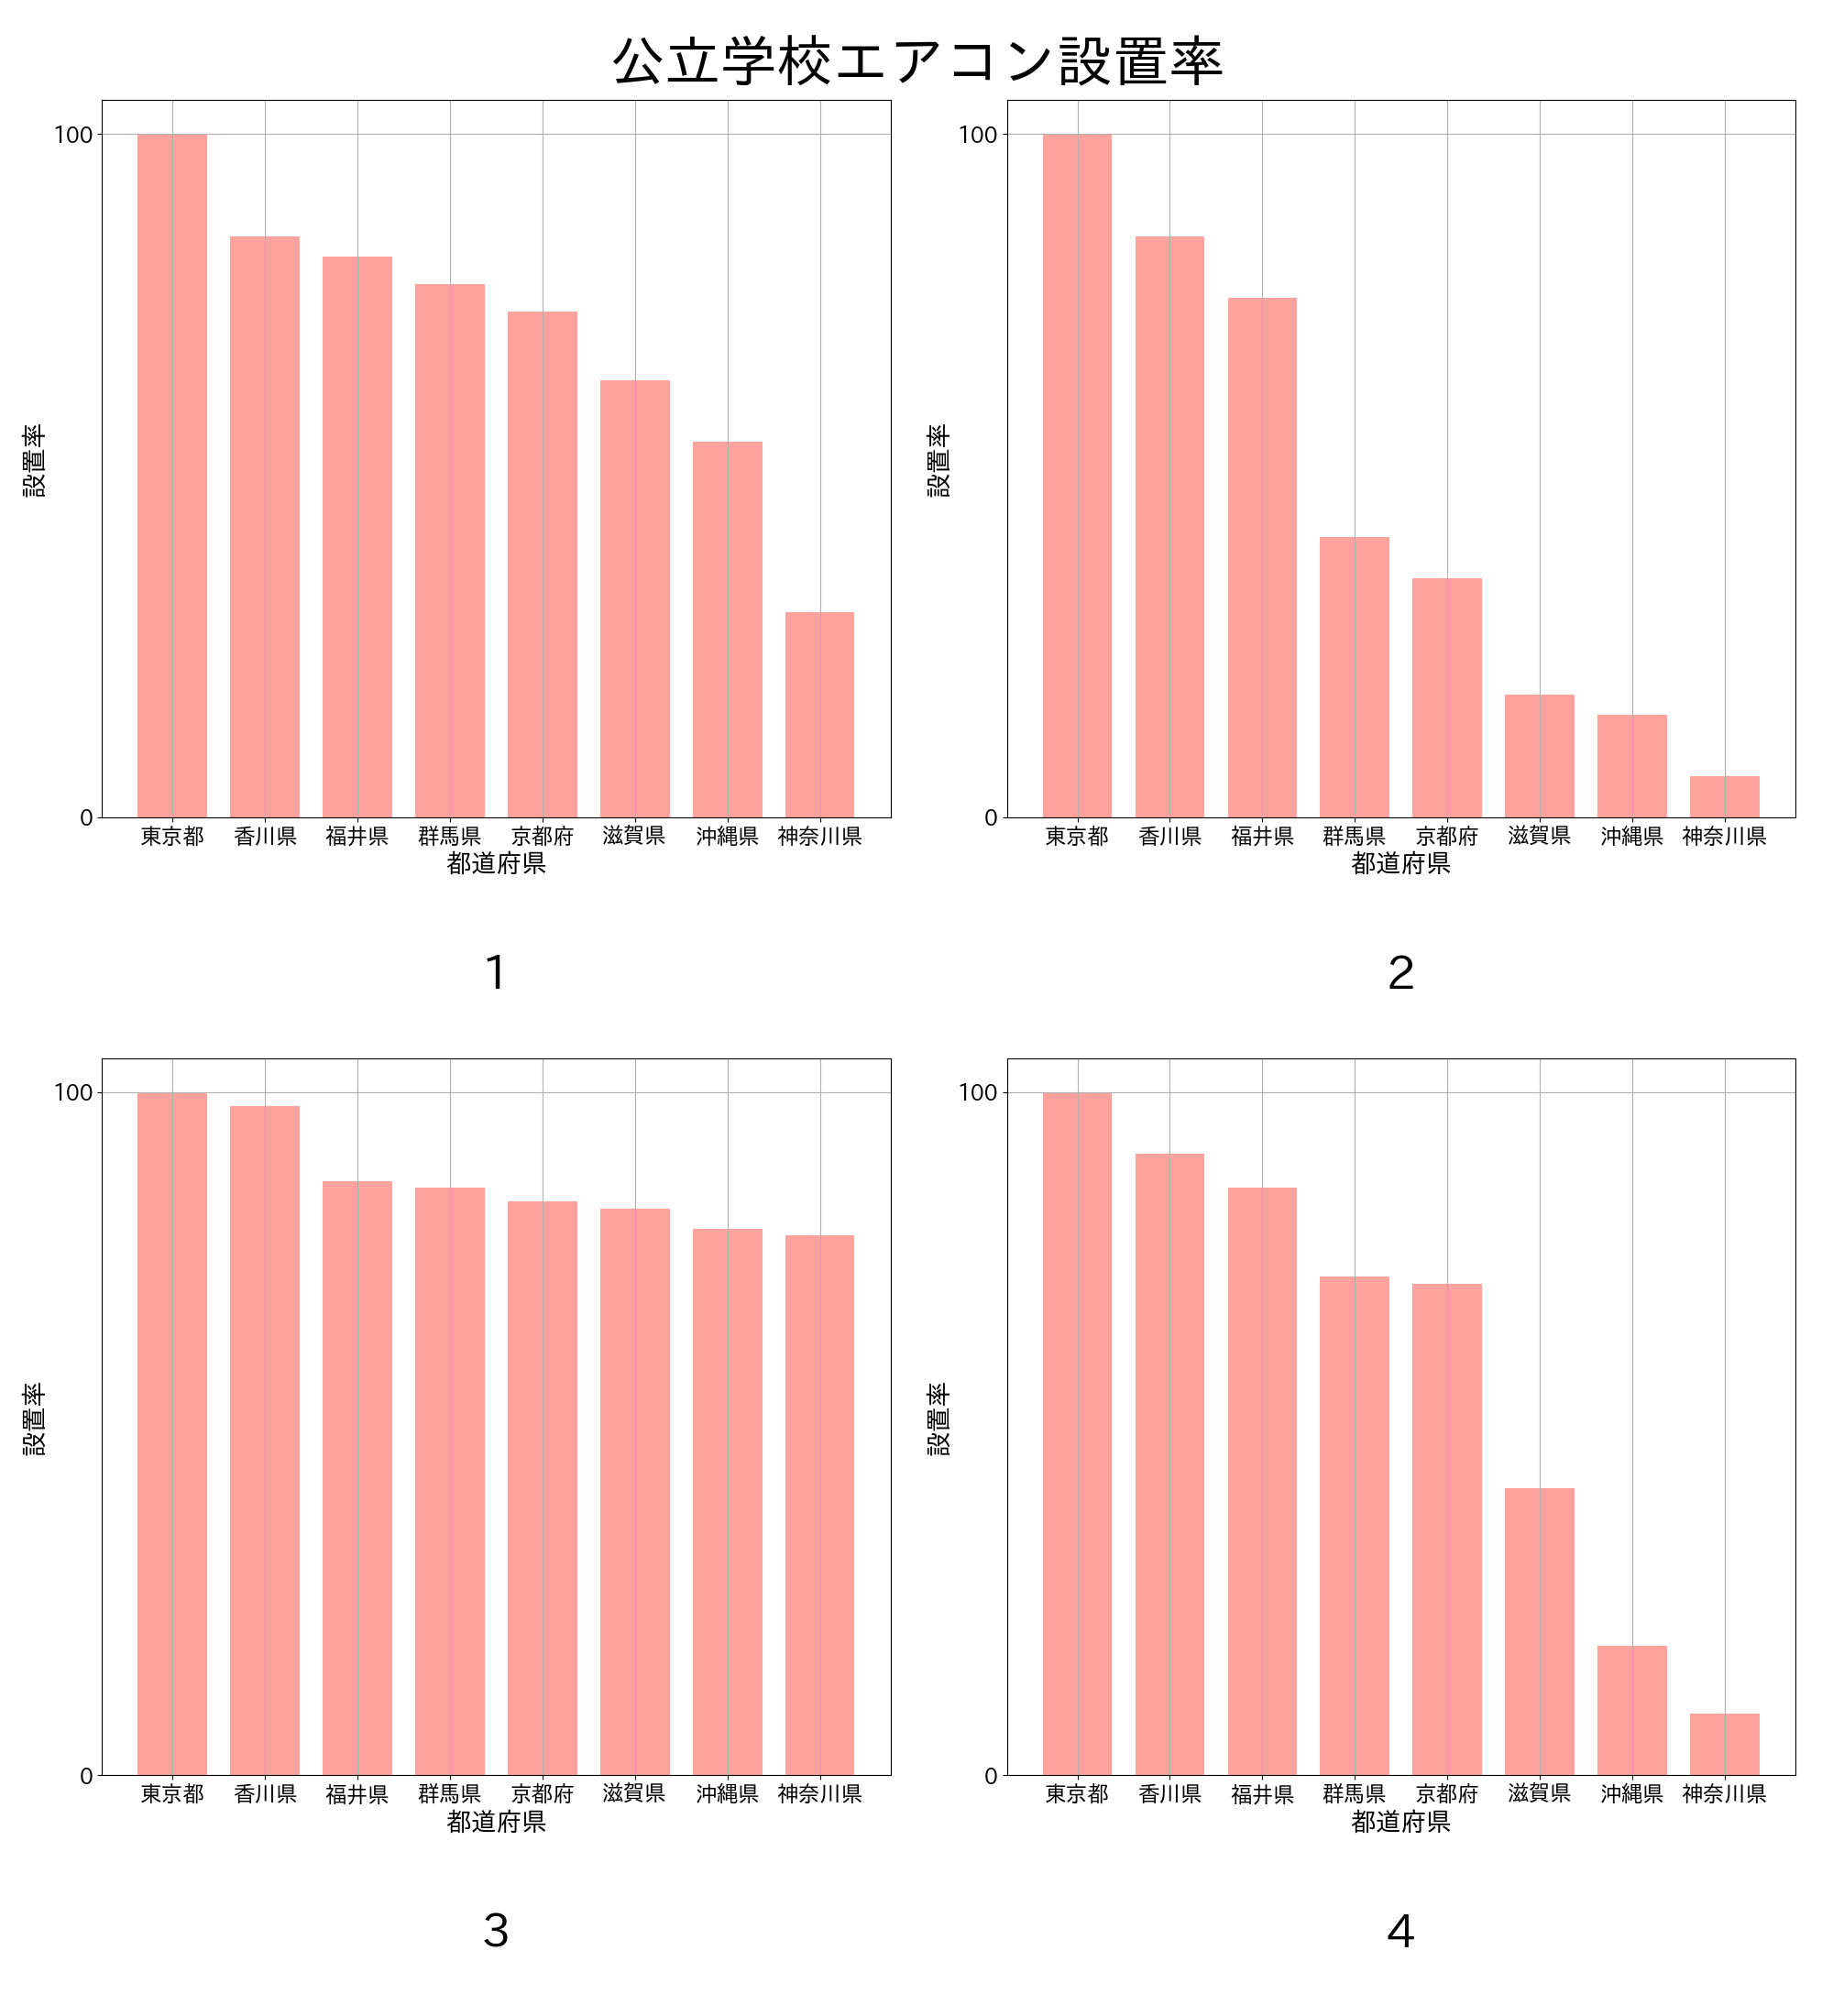 公立学校エアコン設置率
100
0
設置率
東京都 香川県 福井県 群馬県 京都府 滋賀県 沖縄県 神奈川県
都道府県
1
100
0
設置率
東京都 香川県 福井県 群馬県 京都府 滋賀県 沖縄県 神奈川県
都道府県
2
100
0
設置率
東京都 香川県 福井県 群馬県 京都府 滋賀県 沖縄県 神奈川県
都道府県
3
100
0
設置率
東京都 香川県 福井県 群馬県 京都府 滋賀県 沖縄県 神奈川県
都道府県
4